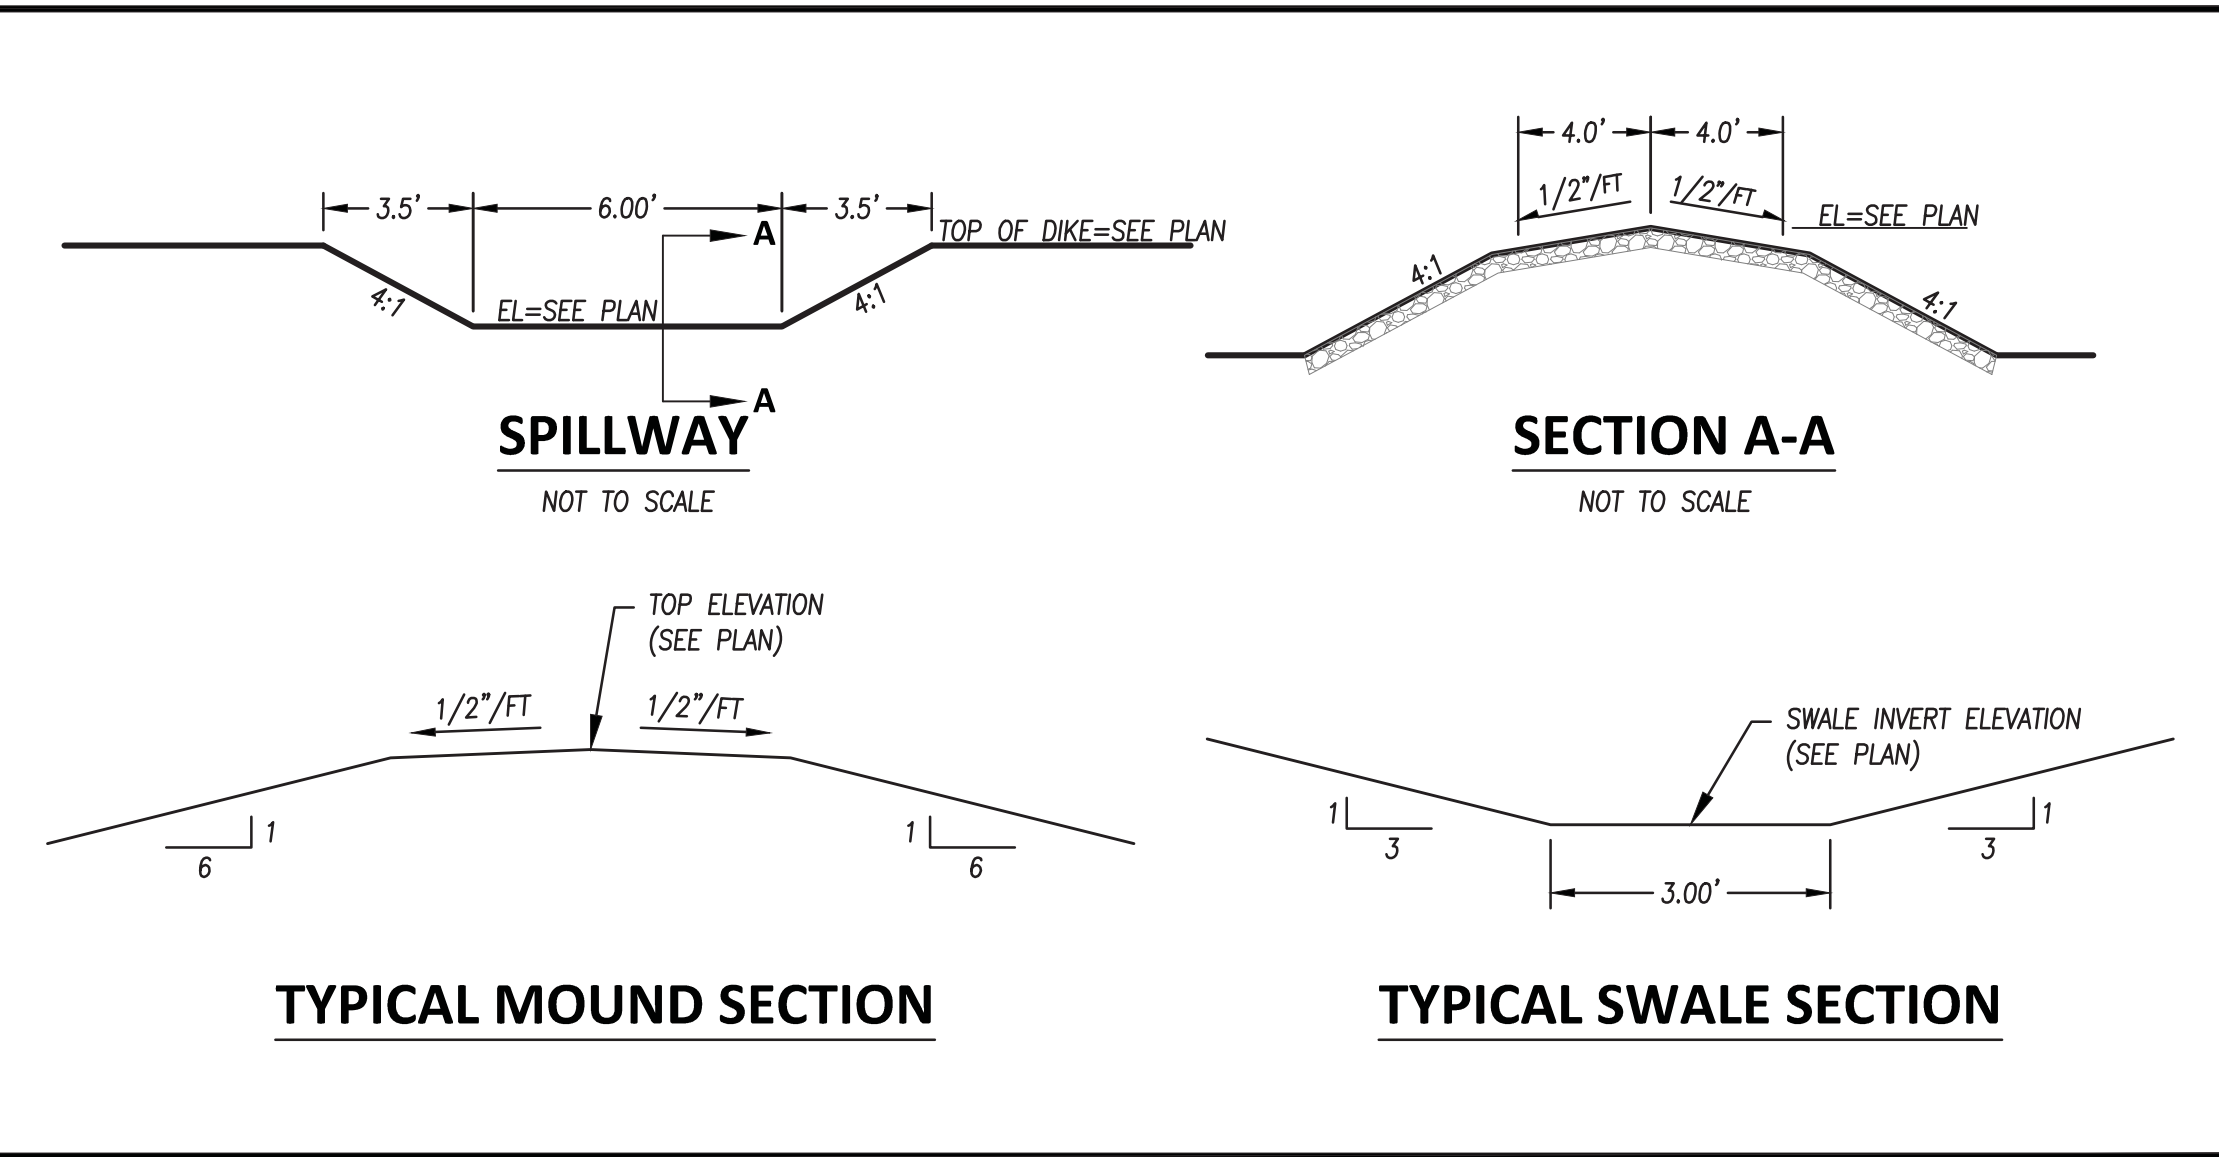 3.5’ 6.00’ 3.5’
A
TOP OF DIKE=SEE PLAN
4:1
EL=SEE PLAN
4:1
A
SPILLWAY
NOT TO SCALE
4.0’ 4.0’
1/2”/FT 1/2”/FT
EL=SEE PLAN
4:1
4:1
SECTION A-A
NOT TO SCALE
TOP ELEVATION
(SEE PLAN)
1/2”/FT 1/2”/FT
1 1
6 6
TYPICAL MOUND SECTION
SWALE INVERT ELEVATION
(SEE PLAN)
1 1
3 3
3.00’
TYPICAL SWALE SECTION